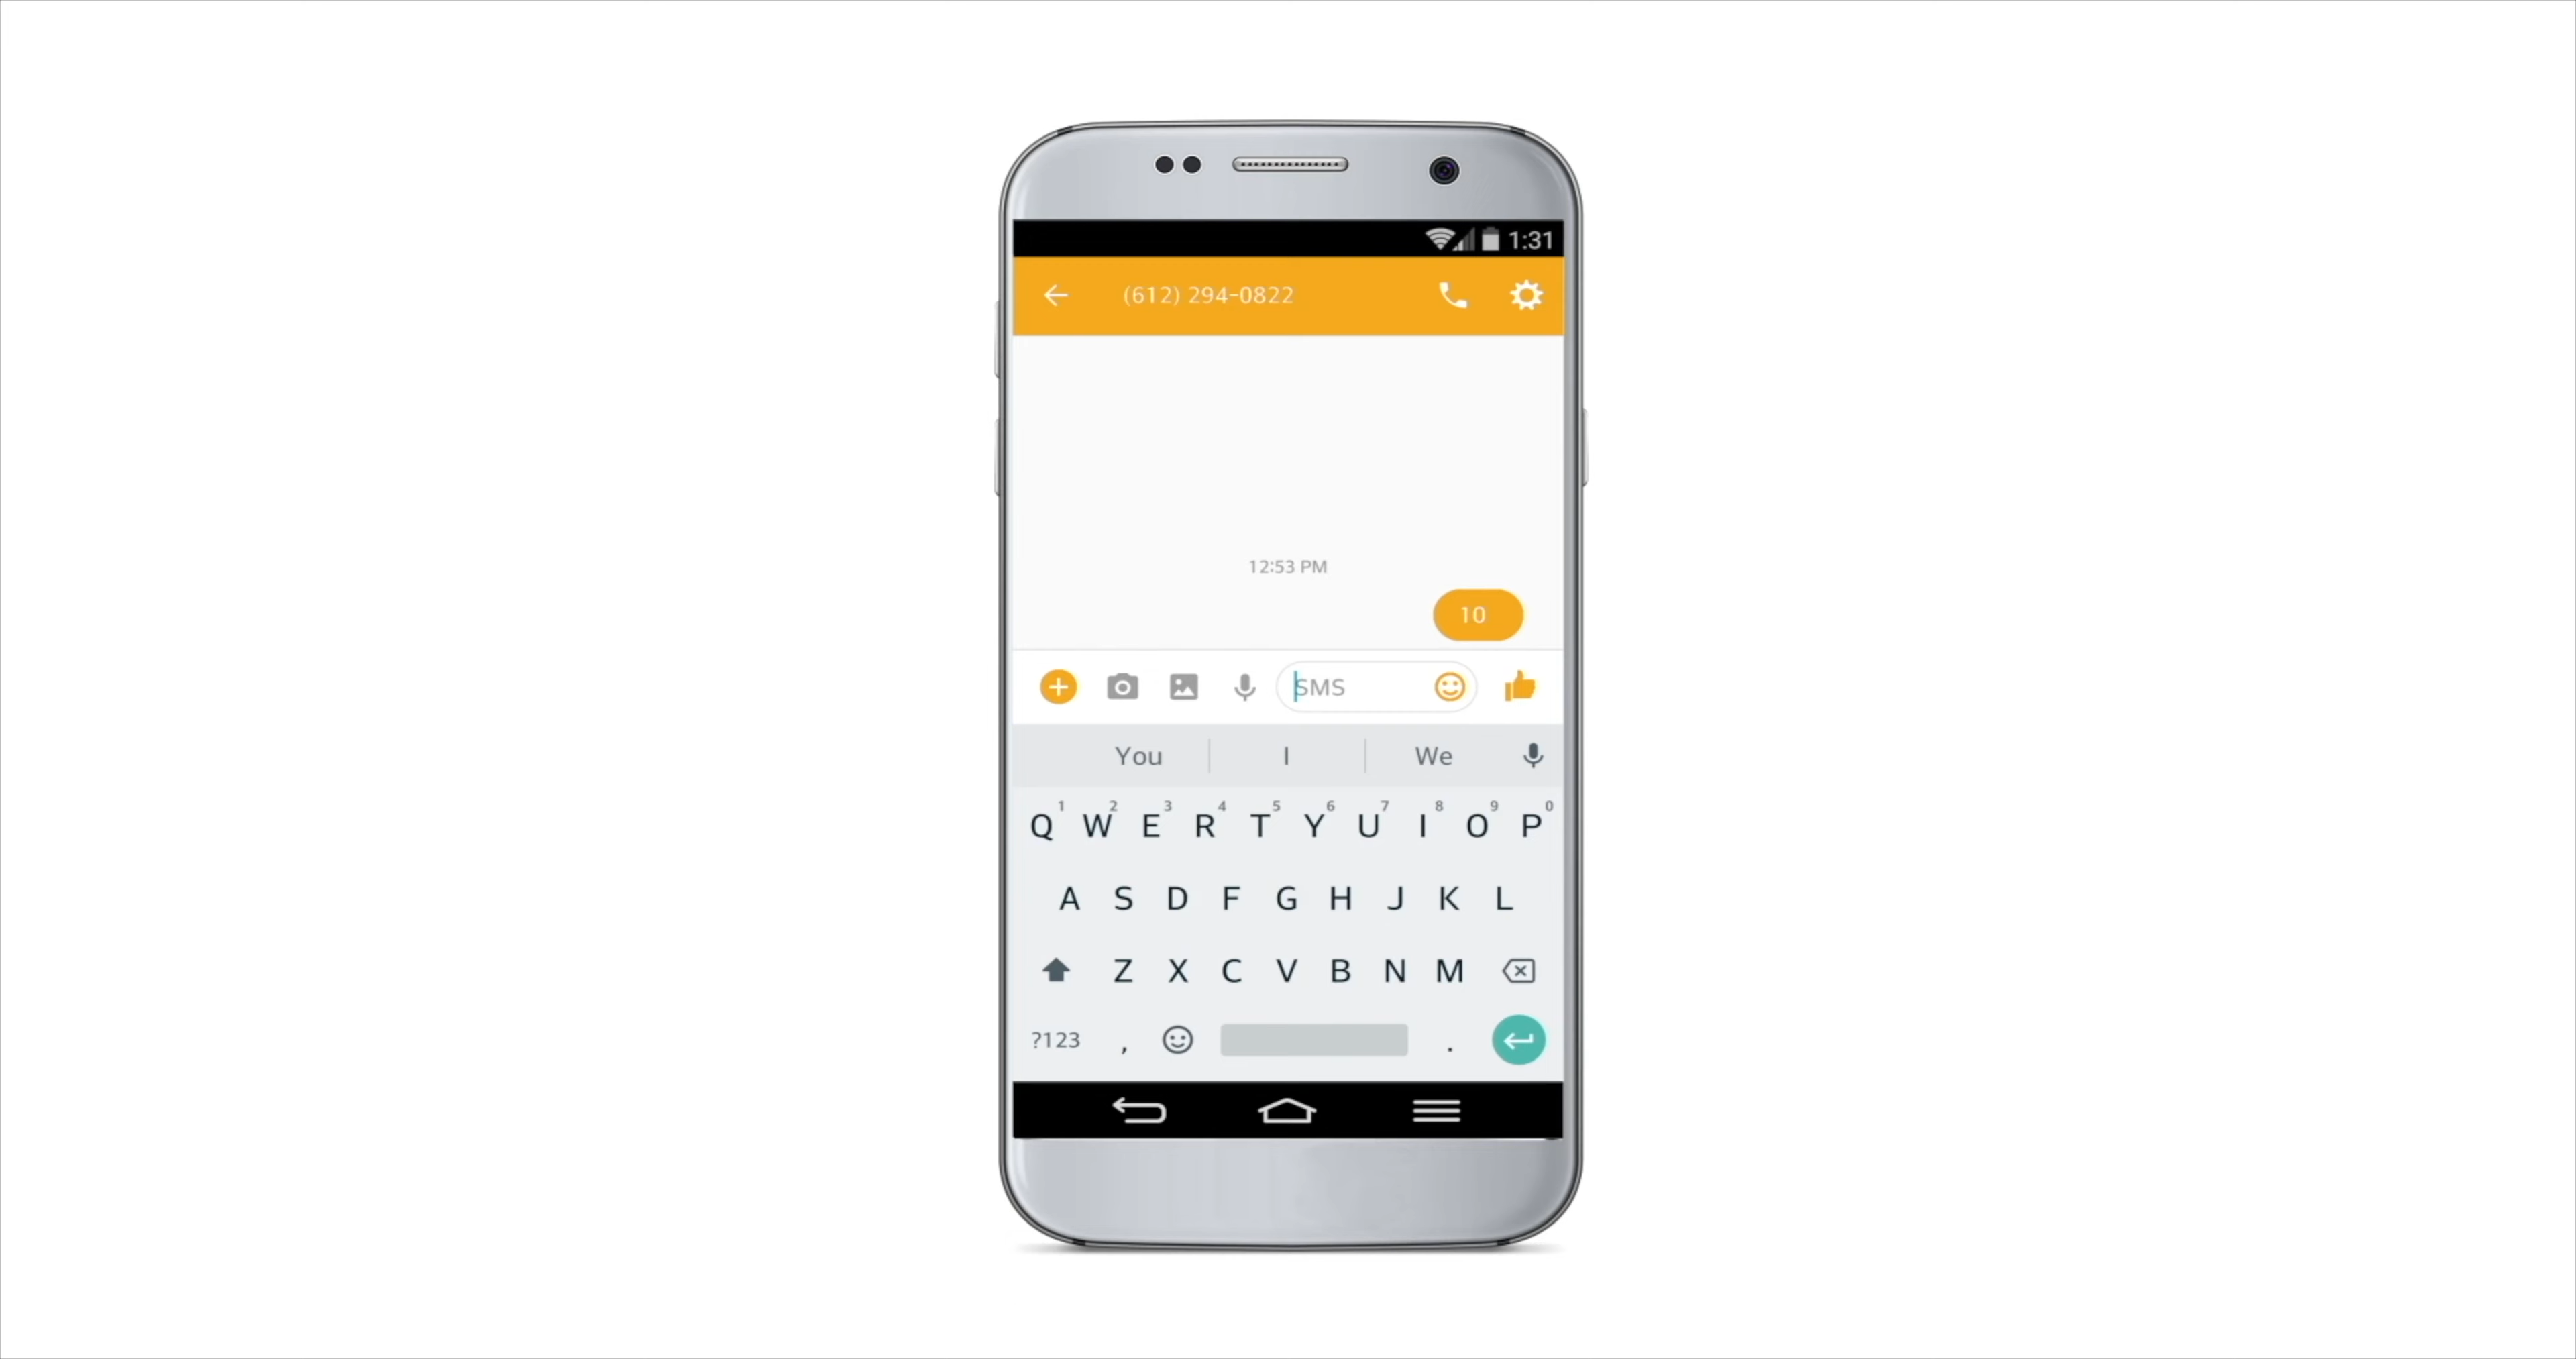 1:31
(612) 294-0822
12:53 PM
10
SMS
You I We
1 2 3 4 5 6 7 8 9 0
Q W E R T Y U I O P
A S D F G H J K L
Z X C V B N M
?123 , .